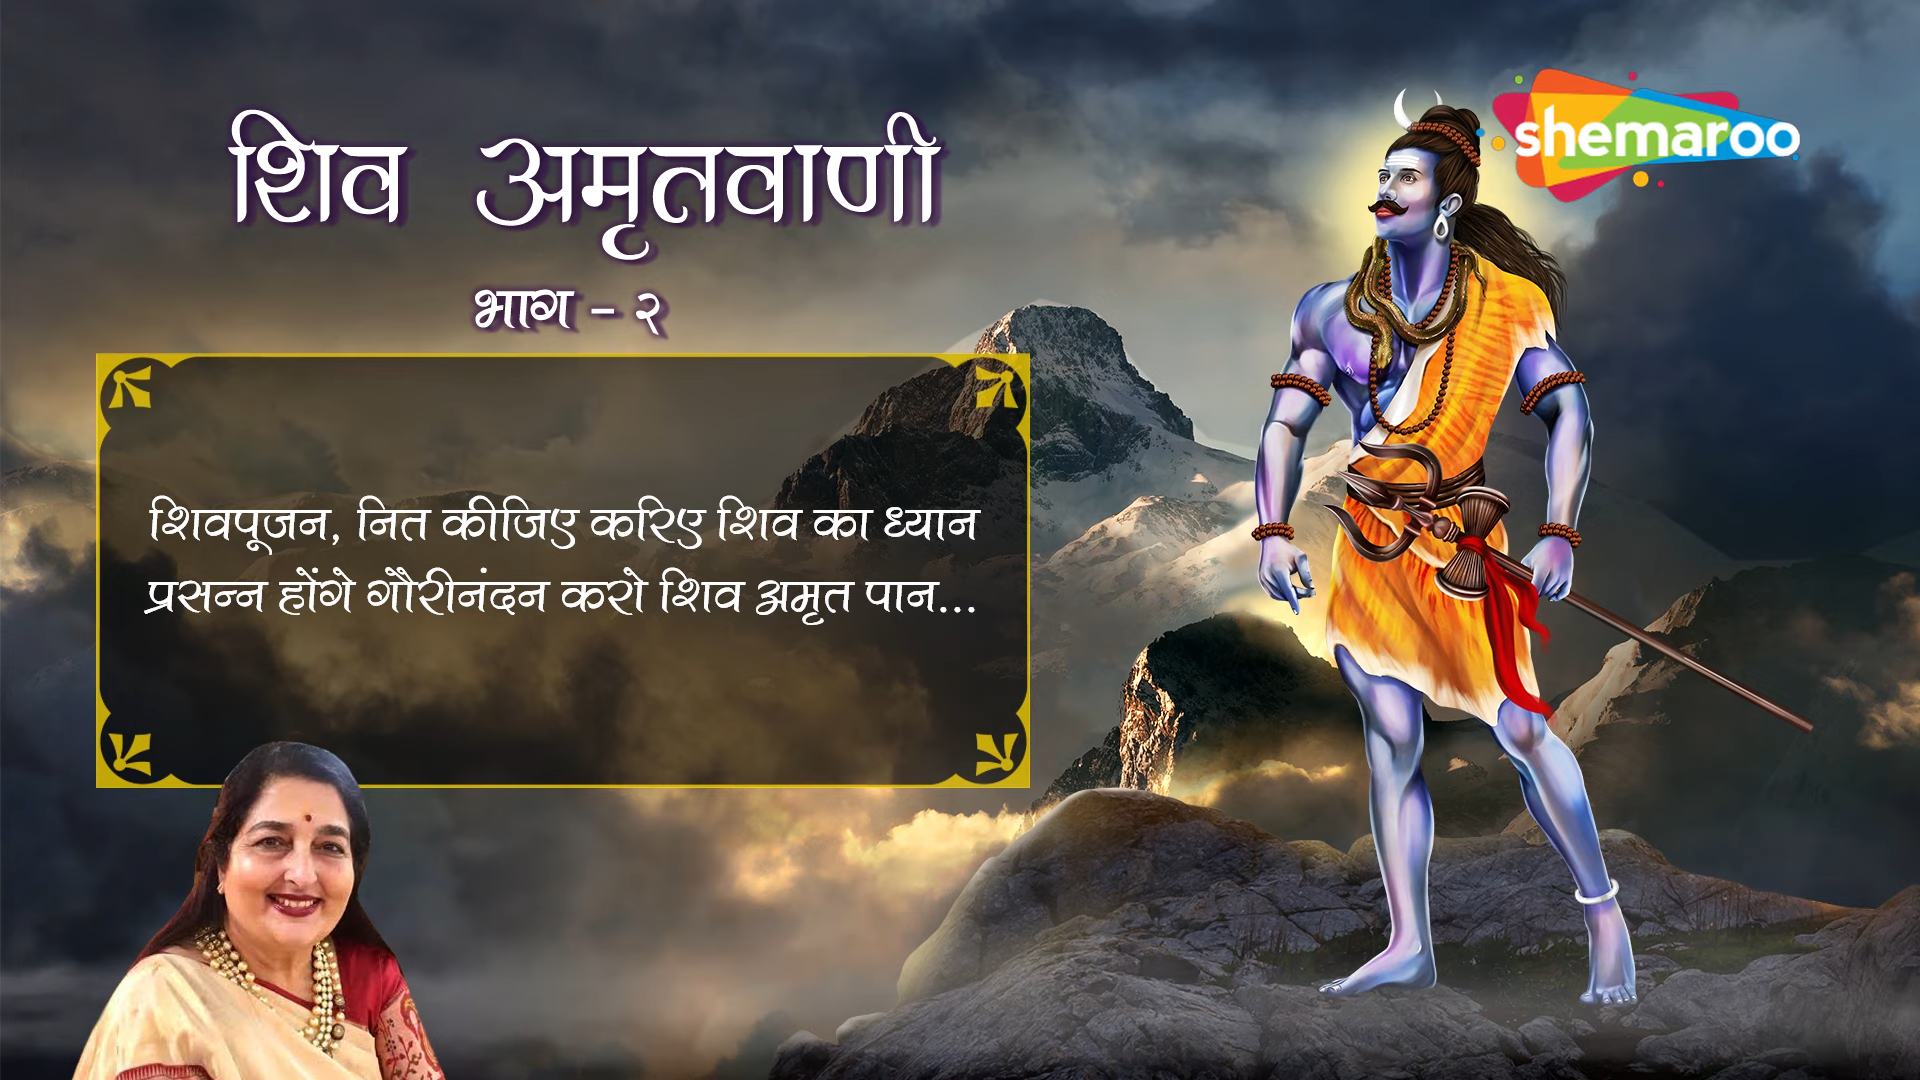 शिव अमृतवाणी
shemaroo
भाग - २
शिवपूजन, नित कीजिए करिए शिव का ध्यान
प्रसन्न होंगे गौरीनंदन करो शिव अमृत पान...